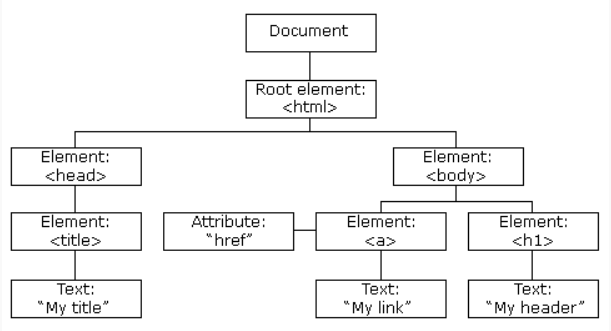 Document
Root element:
<html>
Element:
<head>
Element:
<body>
Element:
<title>
Attribute:
“href”
Element:
<a>
Element:
<h1>
Text:
“My title”
Text:
“My link”
Text:
“My header”